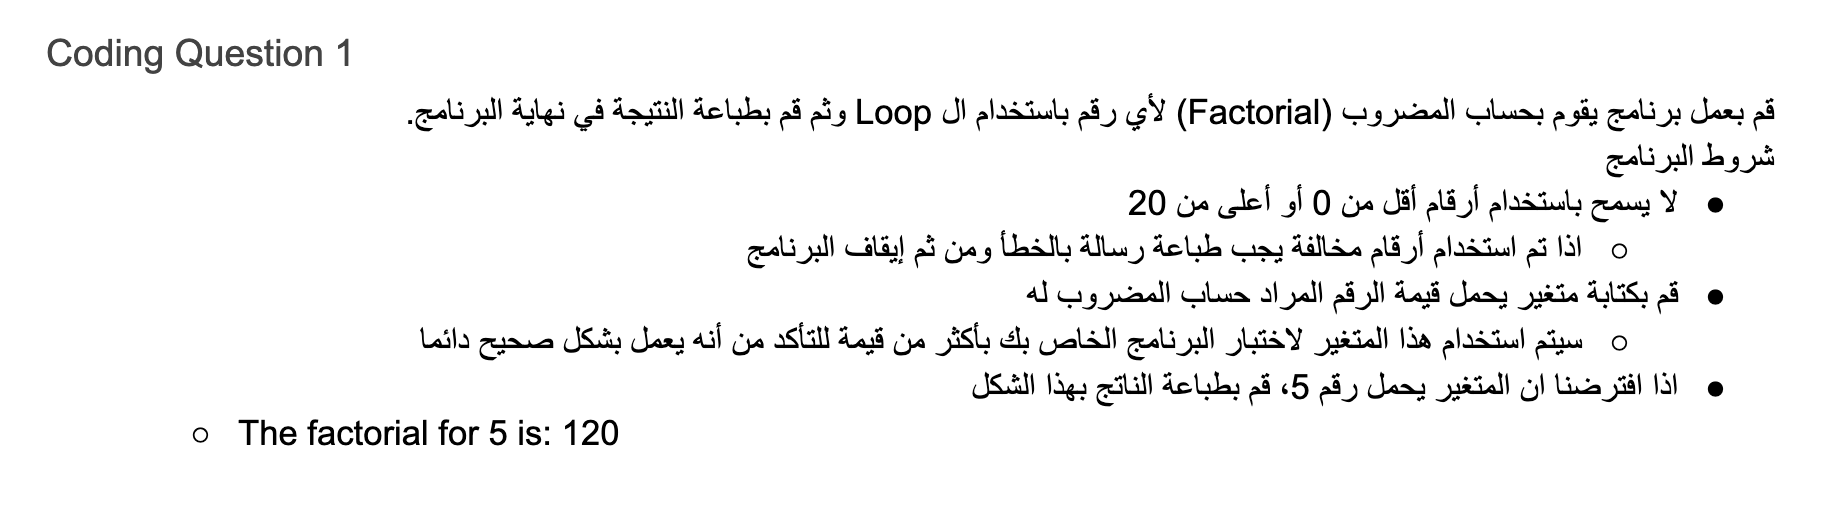 Coding Question 1
قم بعمل برنامج يقوم بحساب المضروب (Factorial) لأي رقم باستخدام ال Loop وثم قم بطباعة النتيجة في نهاية البرنامج.
شروط البرنامج
● لا يسمح باستخدام أرقام أقل من 0 أو أعلى من 20
○ اذا تم استخدام أرقام مخالفة يجب طباعة رسالة بالخطأ ومن ثم إيقاف البرنامج
● قم بكتابة متغير يحمل قيمة الرقم المراد حساب المضروب له
○ سيتم استخدام هذا المتغير لاختبار البرنامج الخاص بك بأكثر من قيمة للتأكد من أنه يعمل بشكل صحيح دائما
● اذا افترضنا ان المتغير يحمل رقم 5، قم بطباعة الناتج بهذا الشكل
○ The factorial for 5 is: 120